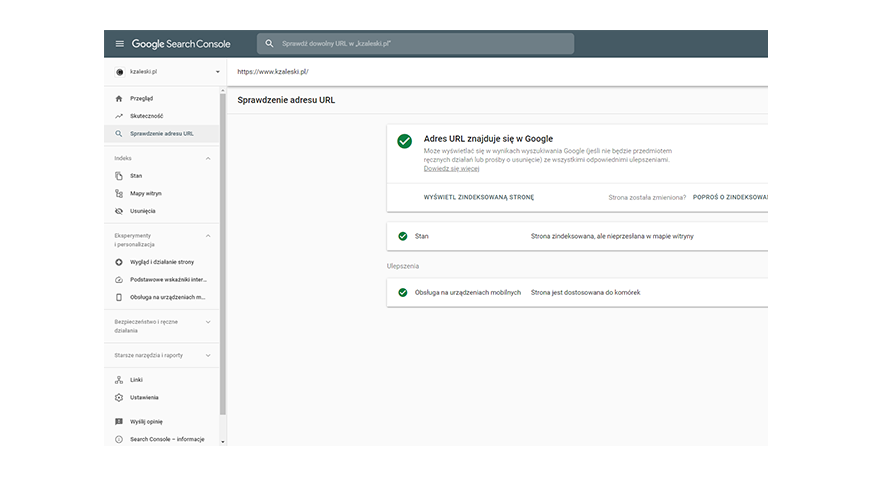 Google Search Console
Sprawdź dowolny URL w „kzaleski.pl”
kzaleski.pl
https://www.kzaleski.pl/
Przegląd
Skuteczność
Sprawdzenie adresu URL
Indeks
Stan
Mapy witryn
Usunięcia
Eksperymenty
i personalizacja
Wygląd i działanie strony
Podstawowe wskaźniki inter...
Obsługa na urządzeniach m...
Bezpieczeństwo i ręczne
działania
Starsze narzędzia i raporty
Linki
Ustawienia
Wyślij opinię
Search Console – informacje
Sprawdzenie adresu URL
Adres URL znajduje się w Google
Może wyświetlać się w wynikach wyszukiwania Google (jeśli nie będzie przedmiotem
ręcznych działań lub prośby o usunięcie) ze wszystkimi odpowiednimi ulepszeniami.
Dowiedz się więcej
WYŚWIETL ZINDEKSOWANĄ STRONĘ
Strona została zmieniona? POPROŚ O ZINDEKSOWA
Stan Strona zindeksowana, ale nieprzesłana w mapie witryny
Ulepszenia
Obsługa na urządzeniach mobilnych Strona jest dostosowana do komórek